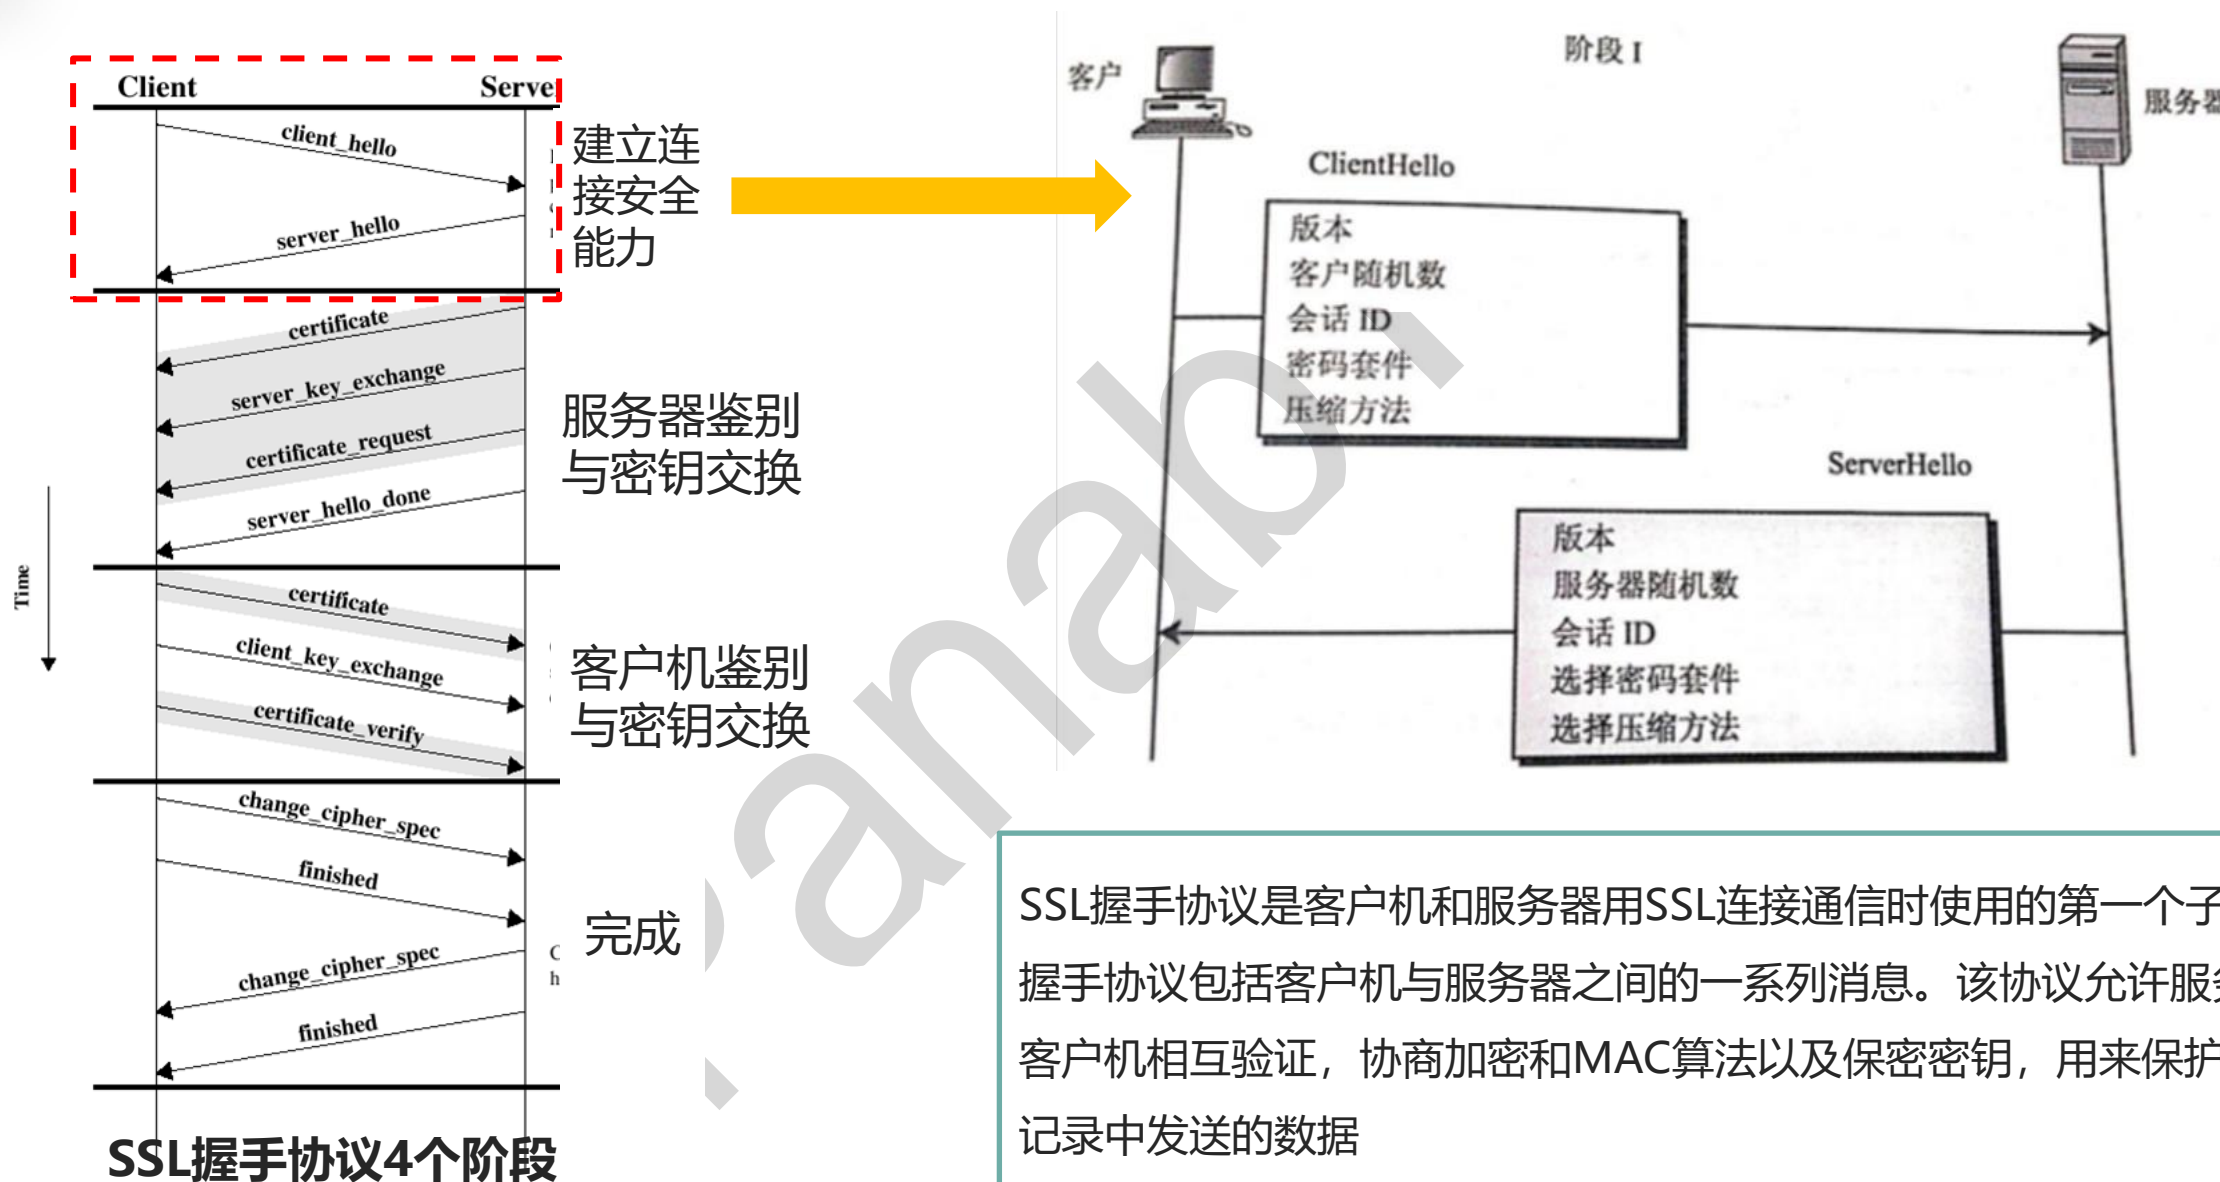 Client
Serve
client_hello
server_hello
建立连
接安全
能力
certificate
server_key_exchange
certificate_request
server_hello_done
服务器鉴别
与密钥交换
Time
certificate
client_key_exchange
certificate_verify
客户机鉴别
与密钥交换
change_cipher_spec
finished
change_cipher_spec
finished
完成
C
h
SSL握手协议4个阶段
阶段 I
客户
服务器
ClientHello
版本
客户随机数
会话 ID
密码套件
压缩方法
ServerHello
版本
服务器随机数
会话 ID
选择密码套件
选择压缩方法
SSL握手协议是客户机和服务器用SSL连接通信时使用的第一个子
握手协议包括客户机与服务器之间的一系列消息。该协议允许服务
客户机相互验证，协商加密和MAC算法以及保密密钥，用来保护
记录中发送的数据